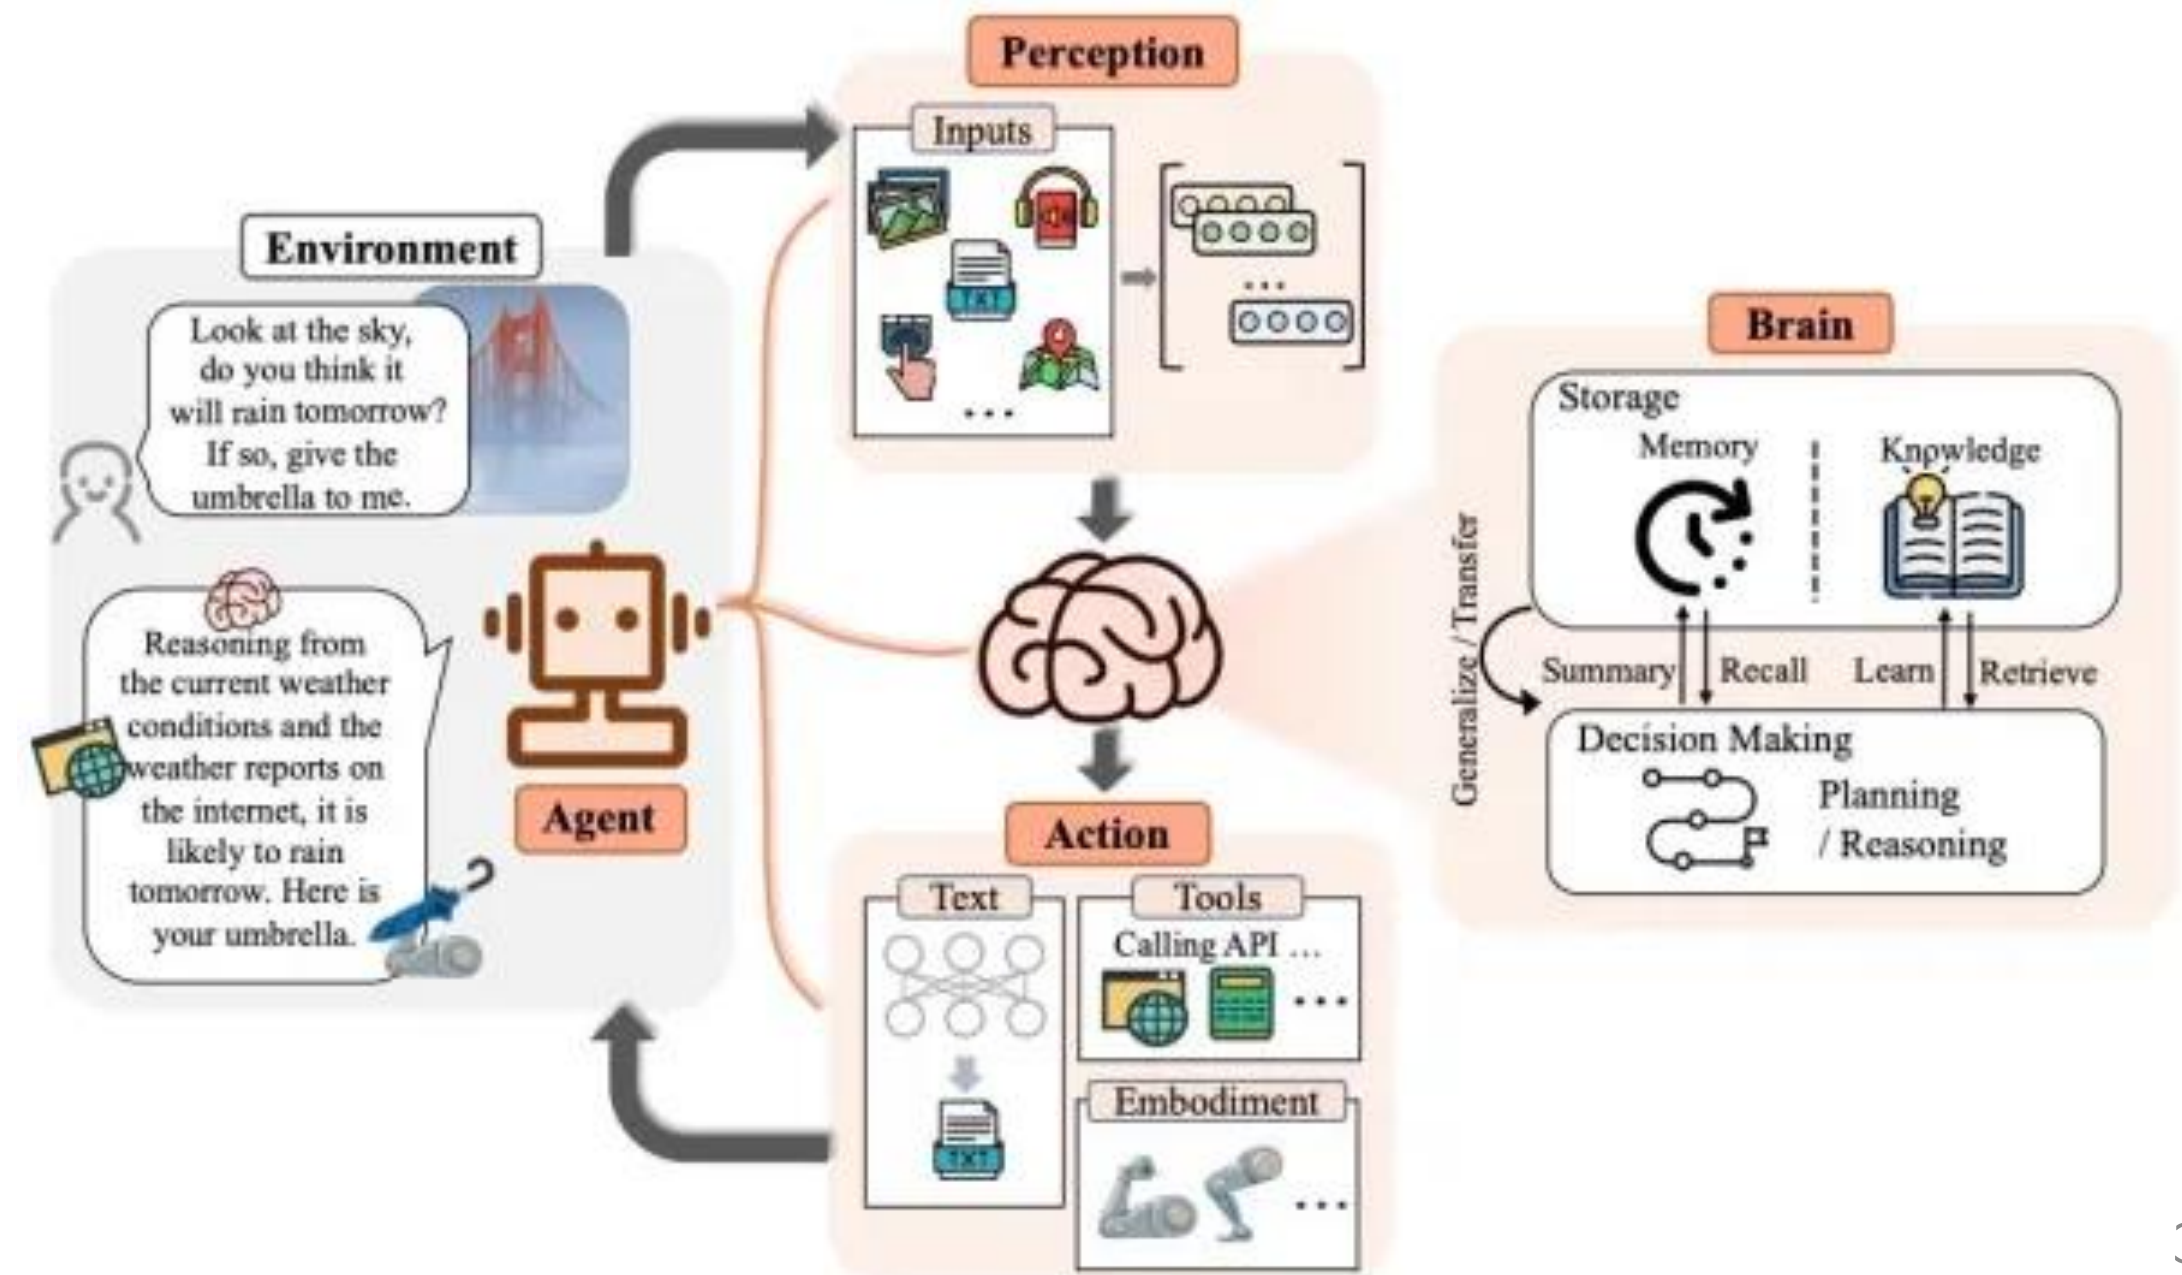 Perception
Inputs
TXT
Environment
Look at the sky,
do you think it
will rain tomorrow?
If so, give the
umbrella to me.
Reasoning from
the current weather
conditions and the
weather reports on
the internet, it is
likely to rain
tomorrow. Here is
your umbrella.
Agent
Brain
Storage
Memory
Knowledge
Generalize / Transfer
Summary
Recall
Learn
Retrieve
Decision Making
Planning
/ Reasoning
Action
Text
TXT
Tools
Calling API ...
Embodiment